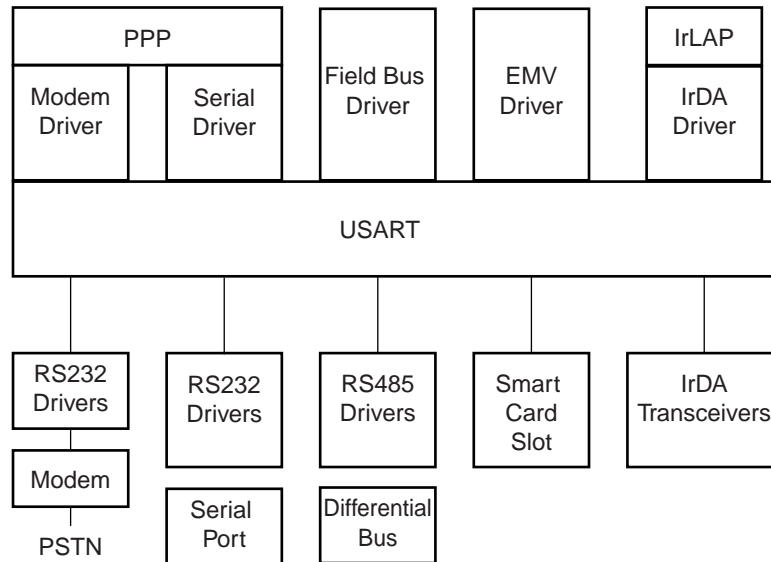 PPP
Modem
Driver
Serial
Driver
Field Bus
Driver
EMV
Driver
IrLAP
IrDA
Driver
USART
RS232
Drivers
Modem
PSTN
RS232
Drivers
Serial
Port
RS485
Drivers
Differential
Bus
Smart
Card
Slot
IrDA
Transceivers